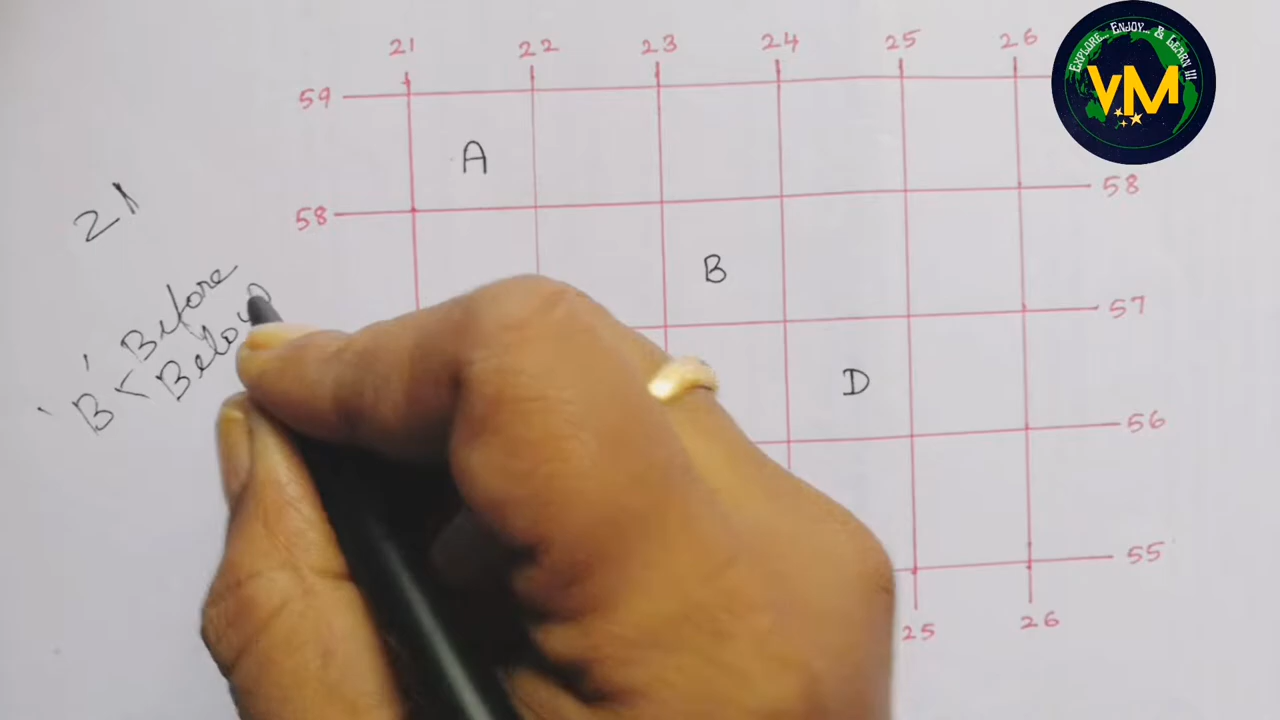 21 22 23 24 25 26
EXPLORE... ENJOY... & LEARN !!!
VM
59
A
58 58
21
B
57
'B' < Before
Below
D
56
55
25 26